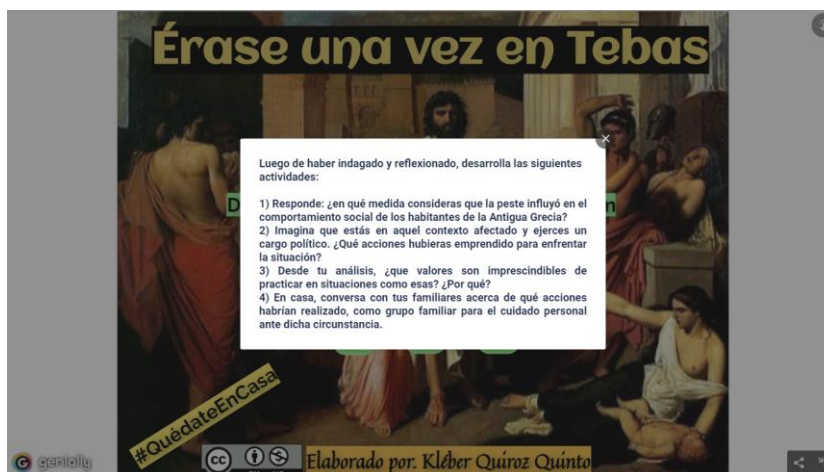 Érase una vez en Tebas
Luego de haber indagado y reflexionado, desarrolla las siguientes
actividades:
1) Responde: ¿en qué medida consideras que la peste influyó en el
comportamiento social de los habitantes de la Antigua Grecia?
2) Imagina que estás en aquel contexto afectado y ejerces un
cargo político. ¿Qué acciones hubieras emprendido para enfrentar
la situación?
3) Desde tu análisis, ¿que valores son imprescindibles de
practicar en situaciones como esas? ¿Por qué?
4) En casa, conversa con tus familiares acerca de qué acciones
habrían realizado, como grupo familiar para el cuidado personal
ante dicha circunstancia.
#QuédateEnCasa
genially
cc
Elaborado por. Kléber Quiroz Quinto